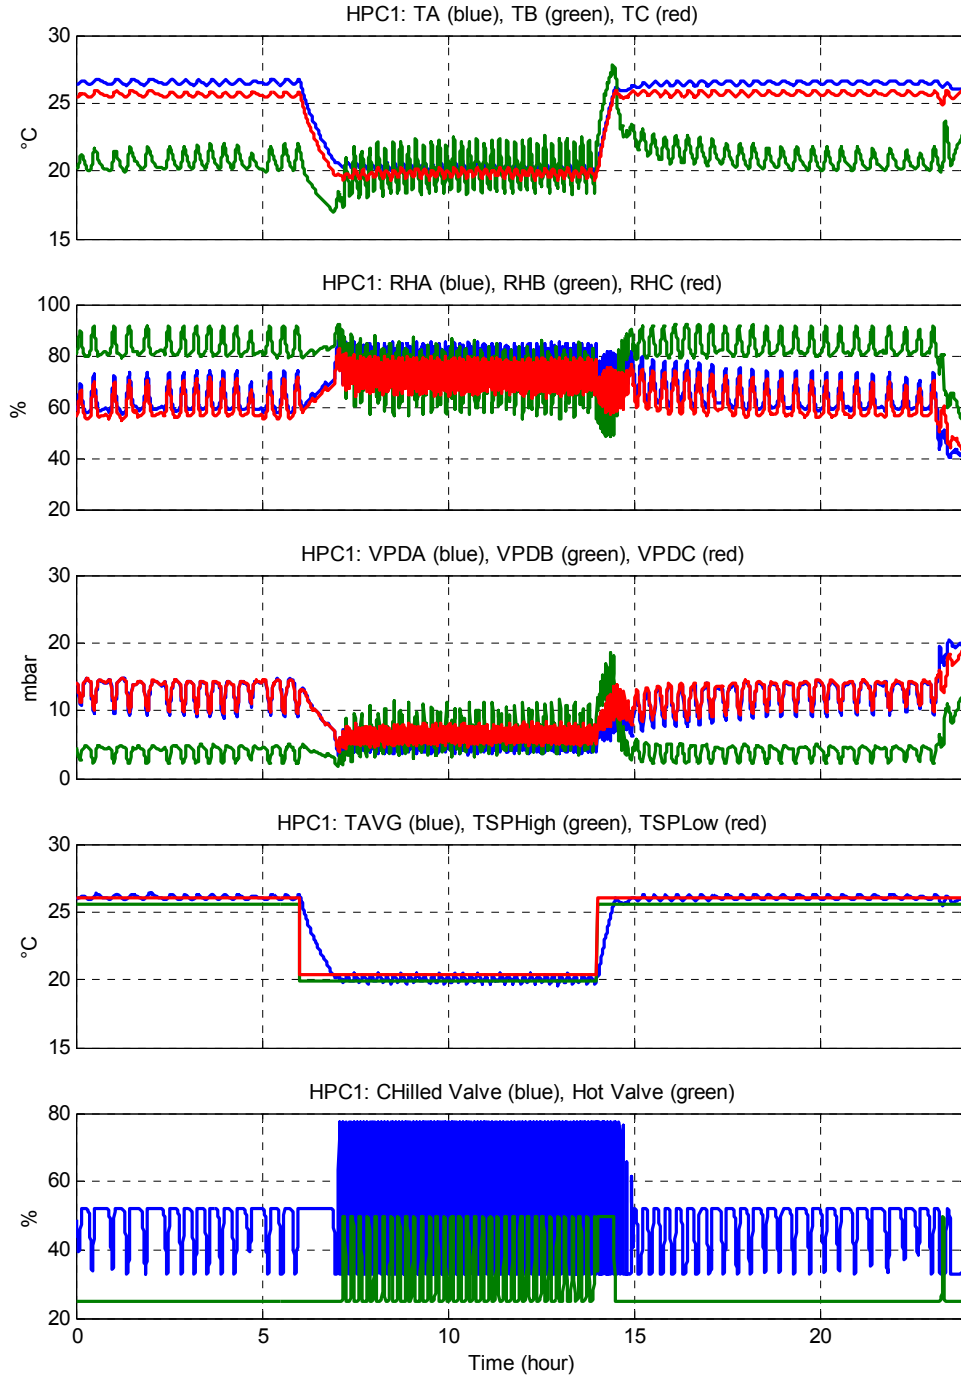 HPC1: TA (blue), TB (green), TC (red)
30
25
20
15
°C
HPC1: RHA (blue), RHB (green), RHC (red)
100
80
60
40
20
%
HPC1: VPDA (blue), VPDB (green), VPDC (red)
30
20
10
0
mbar
HPC1: TAVG (blue), TSPHigh (green), TSPLow (red)
30
25
20
15
°C
HPC1: CHilled Valve (blue), Hot Valve (green)
80
60
40
20
%
0 5 10 15 20
Time (hour)